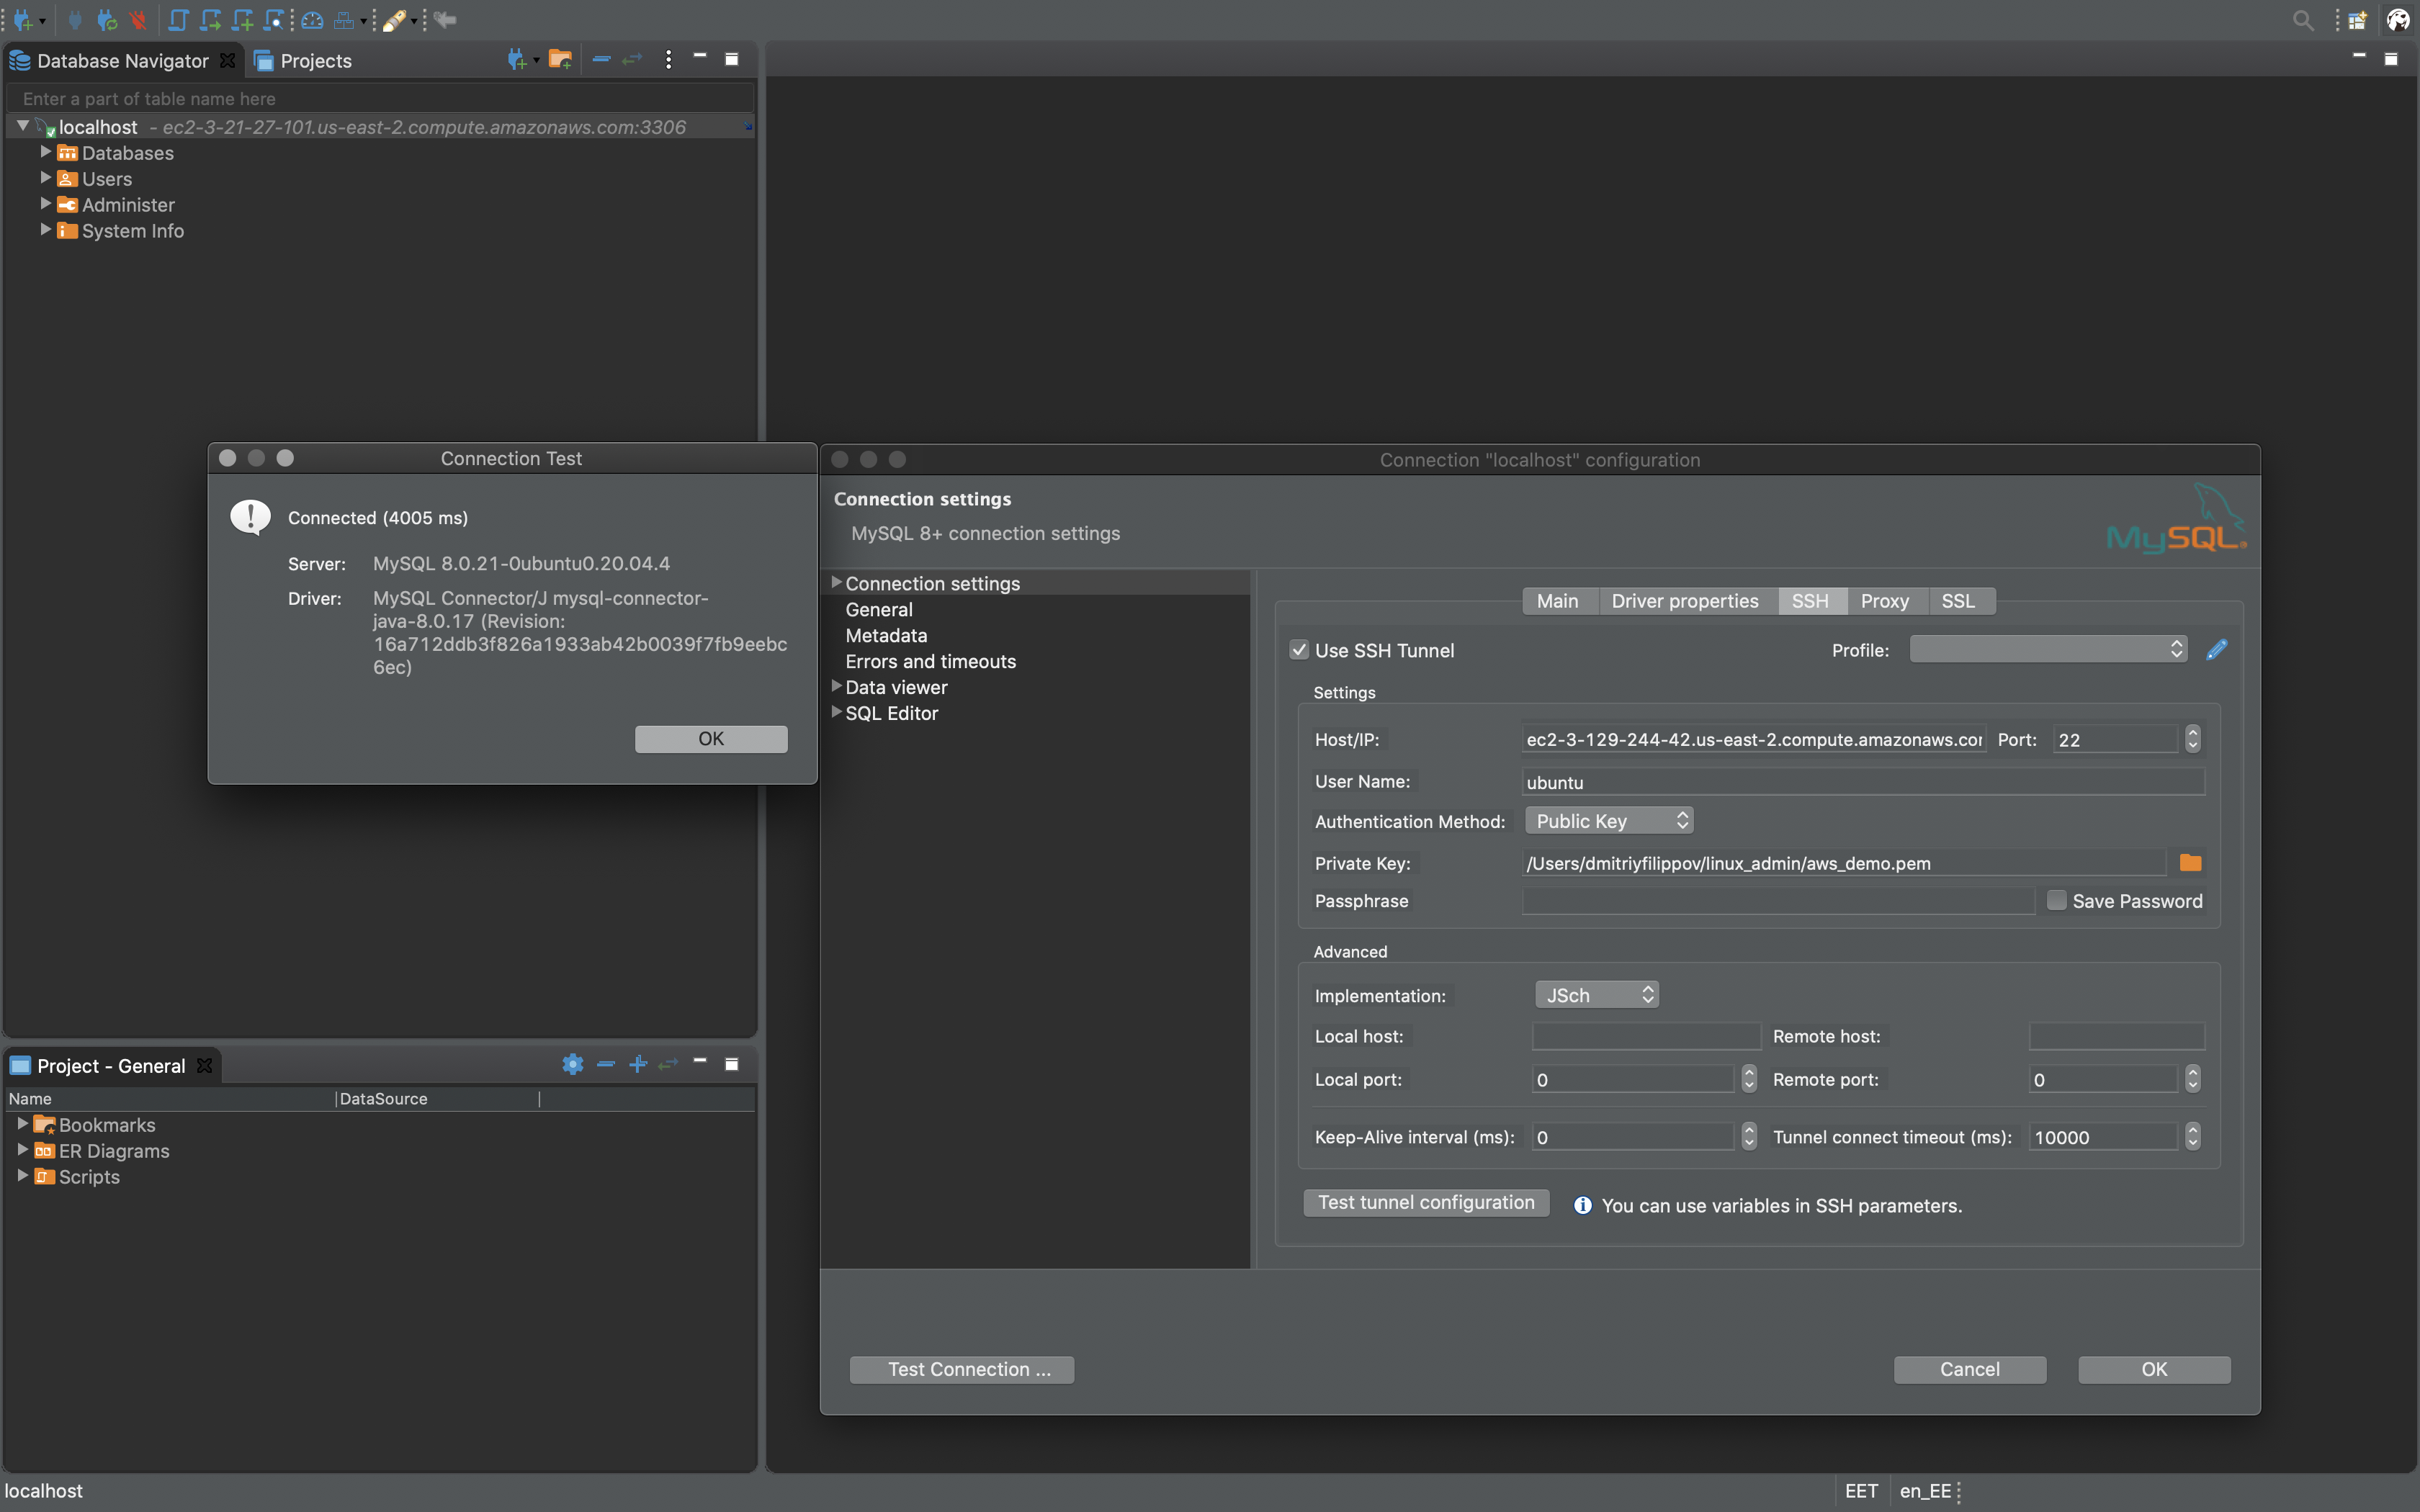 Database Navigator
Projects
Enter a part of table name here
localhost - ec2-3-21-27-101.us-east-2.compute.amazonaws.com:3306
Databases
Users
Administer
System Info
Connection Test
Connected (4005 ms)
Server: MySQL 8.0.21-0ubuntu0.20.04.4
Driver: MySQL Connector/J mysql-connector-
java-8.0.17 (Revision:
16a712ddb3f826a1933ab42b0039f7fb9eebc
6ec)
OK
Connection "localhost" configuration
Connection settings
MySQL 8+ connection settings
MySQL
Connection settings
General
Metadata
Errors and timeouts
Data viewer
SQL Editor
Main Driver properties SSH Proxy SSL
Use SSH Tunnel Profile:
Settings
Host/IP: ec2-3-129-244-42.us-east-2.compute.amazonaws.cor Port: 22
User Name: ubuntu
Authentication Method: Public Key
Private Key: /Users/dmitriyfilippov/linux_admin/aws_demo.pem
Passphrase Save Password
Advanced
Implementation: JSch
Local host: Remote host:
Local port: 0 Remote port: 0
Keep-Alive interval (ms): 0 Tunnel connect timeout (ms): 10000
Test tunnel configuration You can use variables in SSH parameters.
Test Connection ... Cancel OK
Project - General
Name DataSource
Bookmarks
ER Diagrams
Scripts
localhost EET en_EE